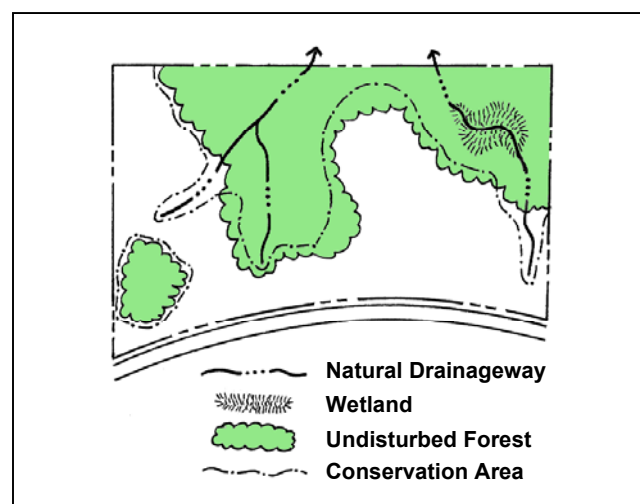 Natural Drainageway
Wetland
Undisturbed Forest
Conservation Area